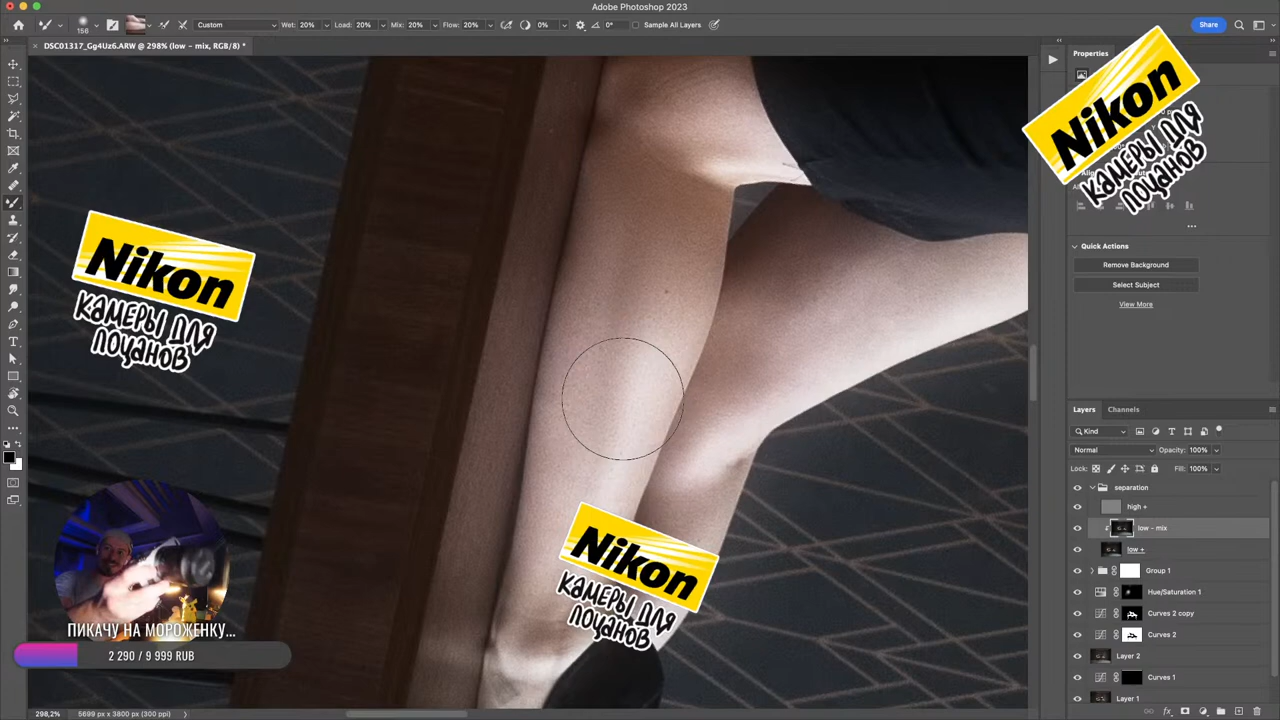 Adobe Photoshop 2023
156
Custom
Wet: 20%
Load: 20%
Mix: 20%
Flow: 20%
0%
0°
Sample All Layers
Share
DSC01317_Gg4Uz6.ARW @ 298% (low - mix, RGB/8) *
Properties
Nikon
КАМЕРЫ ДЛЯ
ПОЦАНОВ
Quick Actions
Remove Background
Select Subject
View More
Nikon
КАМЕРЫ ДЛЯ
ПОЦАНОВ
Nikon
КАМЕРЫ ДЛЯ
ПОЦАНОВ
Layers
Channels
Kind
Normal
Opacity: 100%
Lock:
Fill: 100%
separation
high +
low - mix
low +
Group 1
Hue/Saturation 1
Curves 2 copy
Curves 2
Layer 2
Curves 1
Layer 1
ПИКАЧУ НА МОРОЖЕНКУ...
2 290 / 9 999 RUB
298,2%
5699 px x 3800 px (300 ppi)